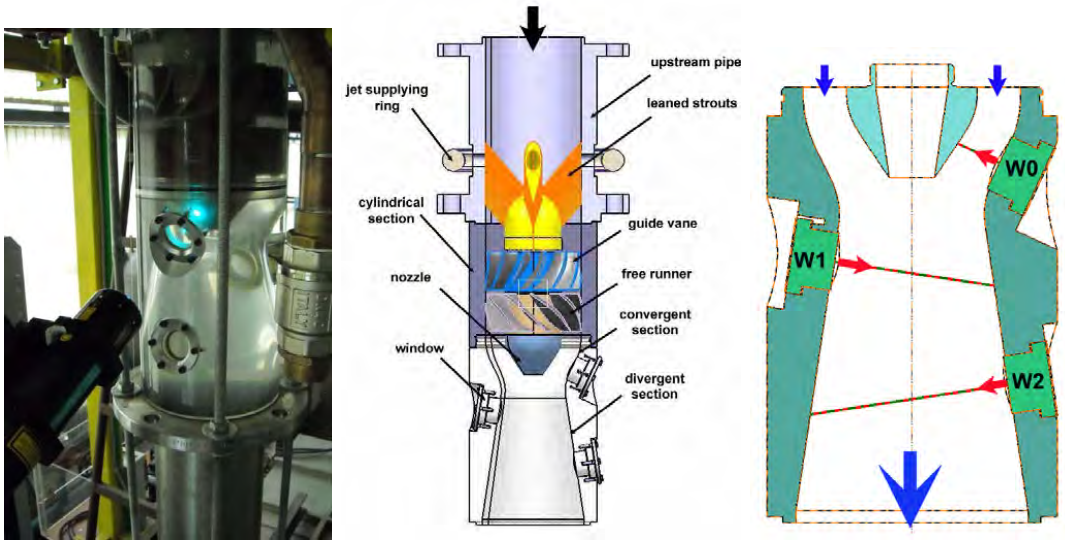 upstream pipe
jet supplying
ring
leaned struts
cylindrical
section
guide vane
nozzle
free runner
convergent
section
window
divergent
section
W0
W1
W2